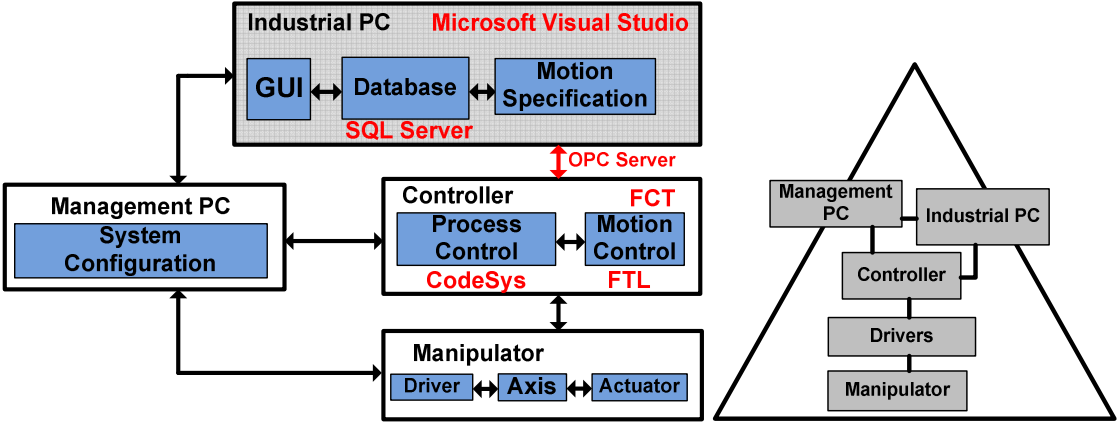 Industrial PC
Microsoft Visual Studio
GUI
Database
Motion
Specification
SQL Server
OPC Server
Management PC
System
Configuration
Controller
FCT
Process
Control
Motion
Control
CodeSys
FTL
Manipulator
Driver
Axis
Actuator
Management
PC
Industrial PC
Controller
Drivers
Manipulator